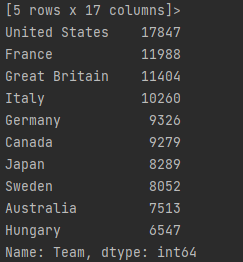 [5 rows x 17 columns]>
United States    17847
France           11988
Great Britain    11404
Italy            10260
Germany           9326
Canada            9279
Japan             8289
Sweden            8052
Australia         7513
Hungary           6547
Name: Team, dtype: int64